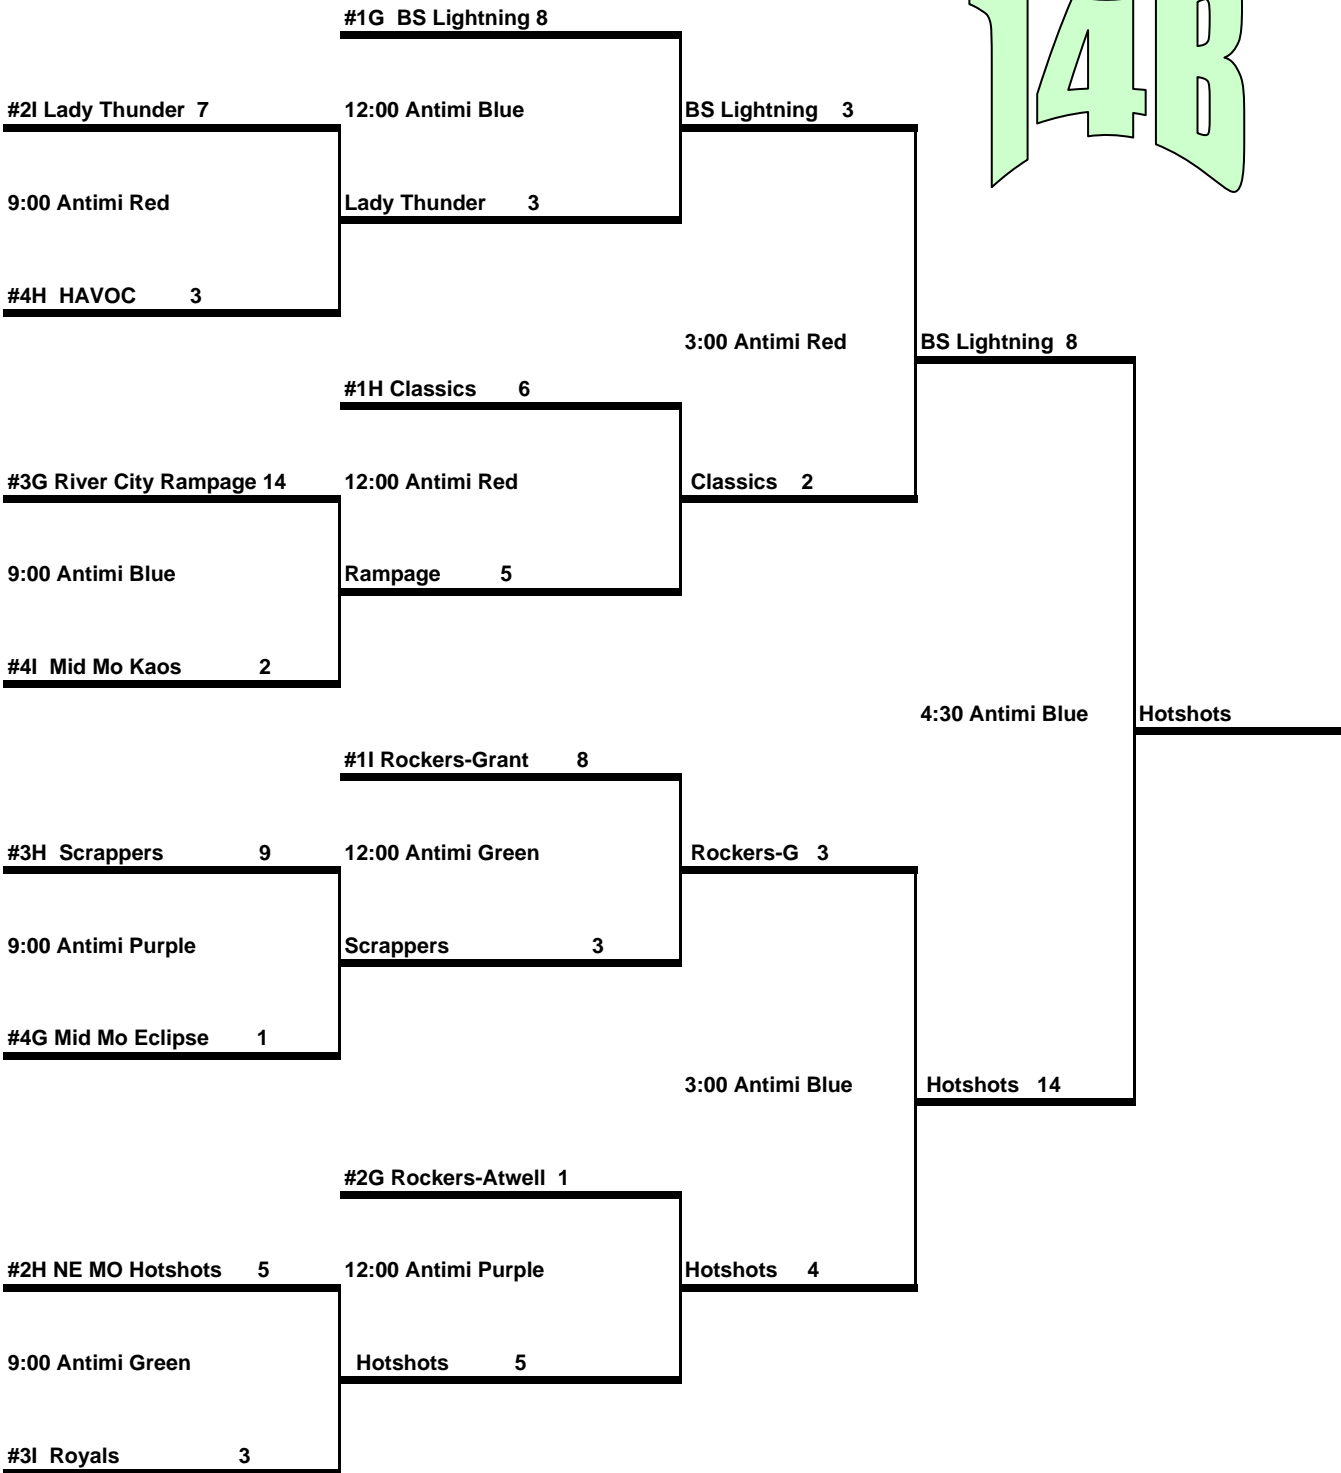 14B
#1G BS Lightning 8
#2I Lady Thunder 7
12:00 Antimi Blue
BS Lightning 3
9:00 Antimi Red
Lady Thunder 3
#4H HAVOC 3
3:00 Antimi Red
BS Lightning 8
#1H Classics 6
#3G River City Rampage 14
12:00 Antimi Red
Classics 2
9:00 Antimi Blue
Rampage 5
#4I Mid Mo Kaos 2
4:30 Antimi Blue
Hotshots
#1I Rockers-Grant 8
#3H Scrappers 9
12:00 Antimi Green
Rockers-G 3
9:00 Antimi Purple
Scrappers 3
#4G Mid Mo Eclipse 1
3:00 Antimi Blue
Hotshots 14
#2G Rockers-Atwell 1
#2H NE MO Hotshots 5
12:00 Antimi Purple
Hotshots 4
9:00 Antimi Green
Hotshots 5
#3I Royals 3